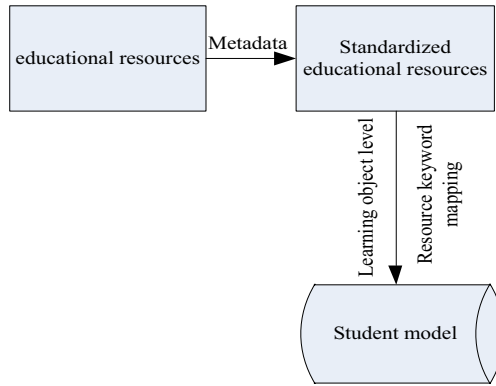 educational resources
Metadata
Standardized
educational resources
Learning object level
Resource keyword
mapping
Student model